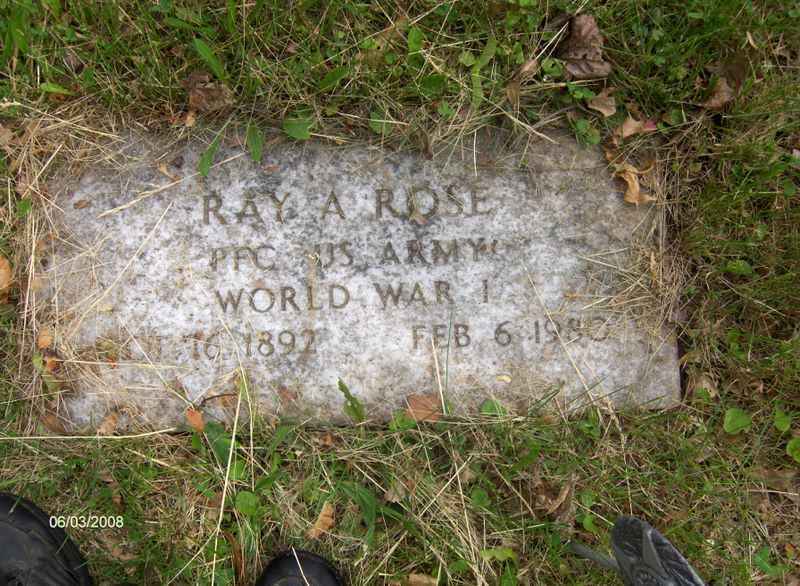 RAY A ROSE
PFC US ARMY
WORLD WAR I
16 1892 FEB 6
06/03/2008